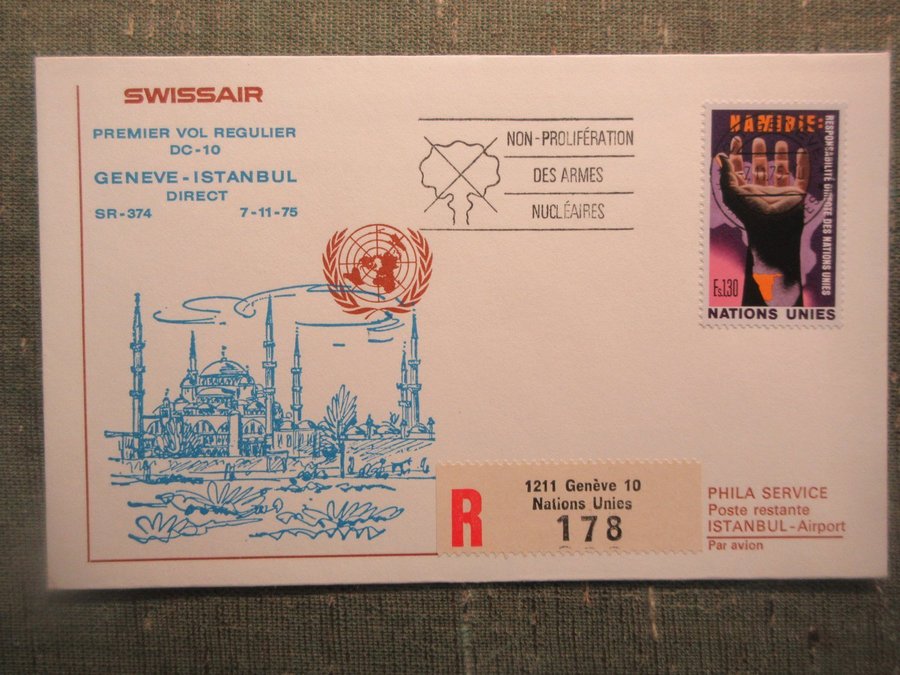 SWISSAIR
PREMIER VOL REGULIER
DC-10
GENEVE-ISTANBUL
DIRECT
SR-374 7-11-75
NON-PROLIFÉRATION
DES ARMES
NUCLÉAIRES
NAMIBIE:
RESPONSABILITÉ DIRECTE DES NATIONS UNIES
F.s.1,30
NATIONS UNIES
R
1211 Genève 10
Nations Unies
178
PHILA SERVICE
Poste restante
ISTANBUL-Airport
Par avion